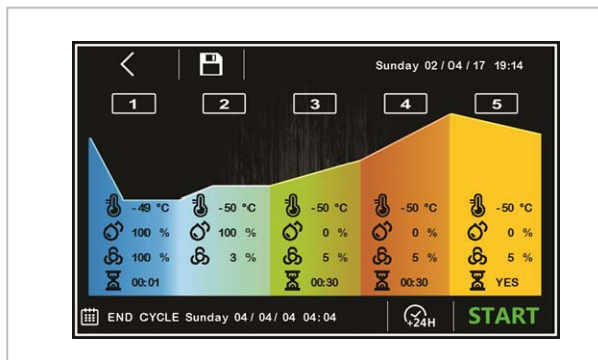 Sunday 02 / 04 / 17 19:14
1 2 3 4 5
-49 °C -50 °C -50 °C -50 °C -50 °C
100 % 100 % 0 % 0 % 0 %
100 % 3 % 5 % 5 % 5 %
00:01 00:30 00:30 YES
END CYCLE Sunday 04 / 04 / 04 04:04 +24H START